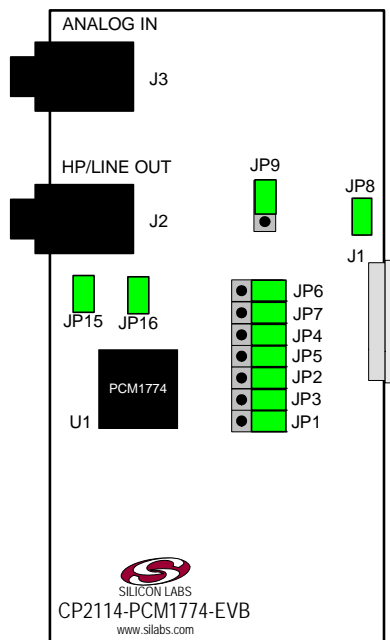 ANALOG IN
J3
HP/LINE OUT
J2
JP9
JP8
J1
JP15
JP16
JP6
JP7
JP4
JP5
JP2
JP3
JP1
PCM1774
U1
SILICON LABS
CP2114-PCM1774-EVB
www.silabs.com